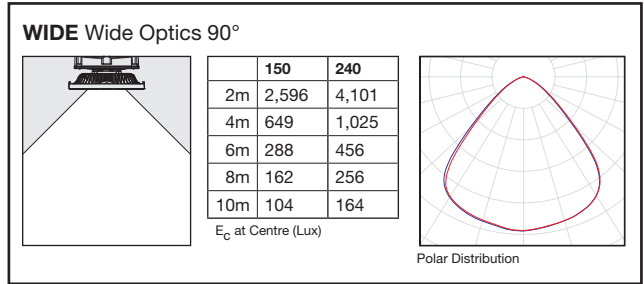 WIDE Wide Optics 90°
150 240
2m 2,596 4,101
4m 649 1,025
6m 288 456
8m 162 256
10m 104 164
EC at Centre (Lux)
Polar Distribution